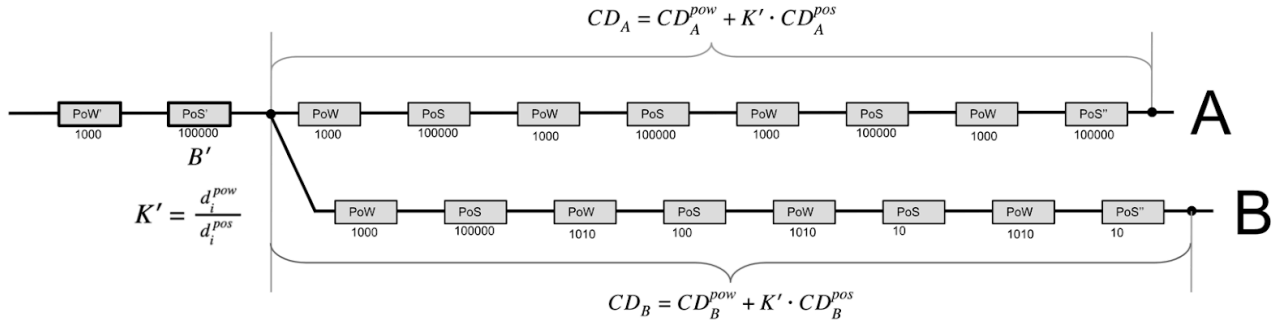 CD_A = CD_A^{pow} + K′ · CD_A^{pos}
PoW' PoS' PoW PoS PoW PoS PoW PoS PoW PoS" A
1000 100000 1000 100000 1000 100000 1000 100000 1000 100000
B′
K′ = d_i^{pow} / d_i^{pos}
PoW PoS PoW PoS PoW PoS PoW PoS" B
1000 100000 1010 100 1010 10 1010 10
CD_B = CD_B^{pow} + K′ · CD_B^{pos}